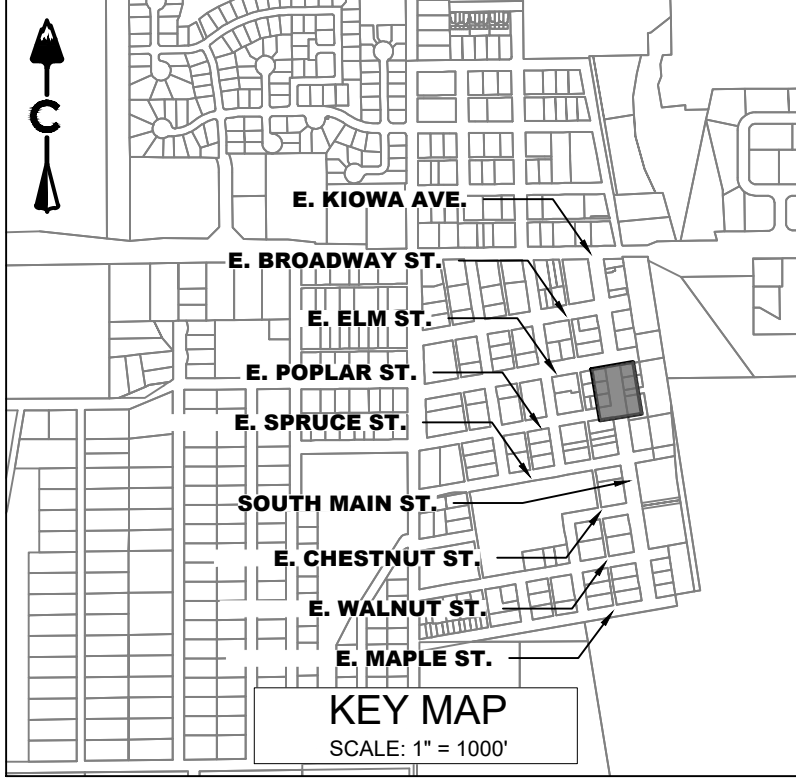 C
E. KIOWA AVE.
E. BROADWAY ST.
E. ELM ST.
E. POPLAR ST.
E. SPRUCE ST.
SOUTH MAIN ST.
E. CHESTNUT ST.
E. WALNUT ST.
E. MAPLE ST.
KEY MAP
SCALE: 1" = 1000'